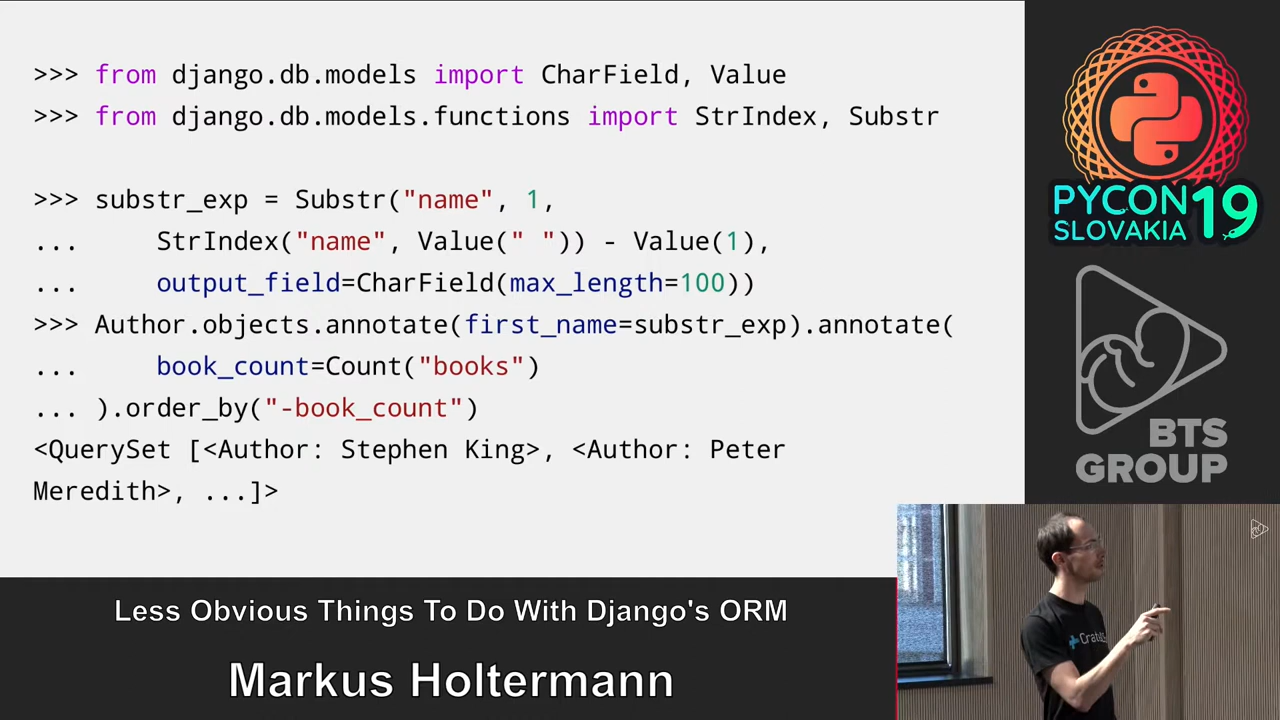 >>> from django.db.models import CharField, Value
>>> from django.db.models.functions import StrIndex, Substr
>>> substr_exp = Substr("name", 1,
... StrIndex("name", Value(" ")) - Value(1),
... output_field=CharField(max_length=100))
>>> Author.objects.annotate(first_name=substr_exp).annotate(
... book_count=Count("books")
... ).order_by("-book_count")
<QuerySet [<Author: Stephen King>, <Author: Peter
Meredith>, ...]>
PYCON 19
SLOVAKIA
BTS
GROUP
Less Obvious Things To Do With Django's ORM
Markus Holtermann